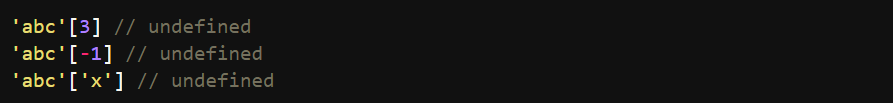 'abc'[3] // undefined
'abc'[-1] // undefined
'abc'['x'] // undefined